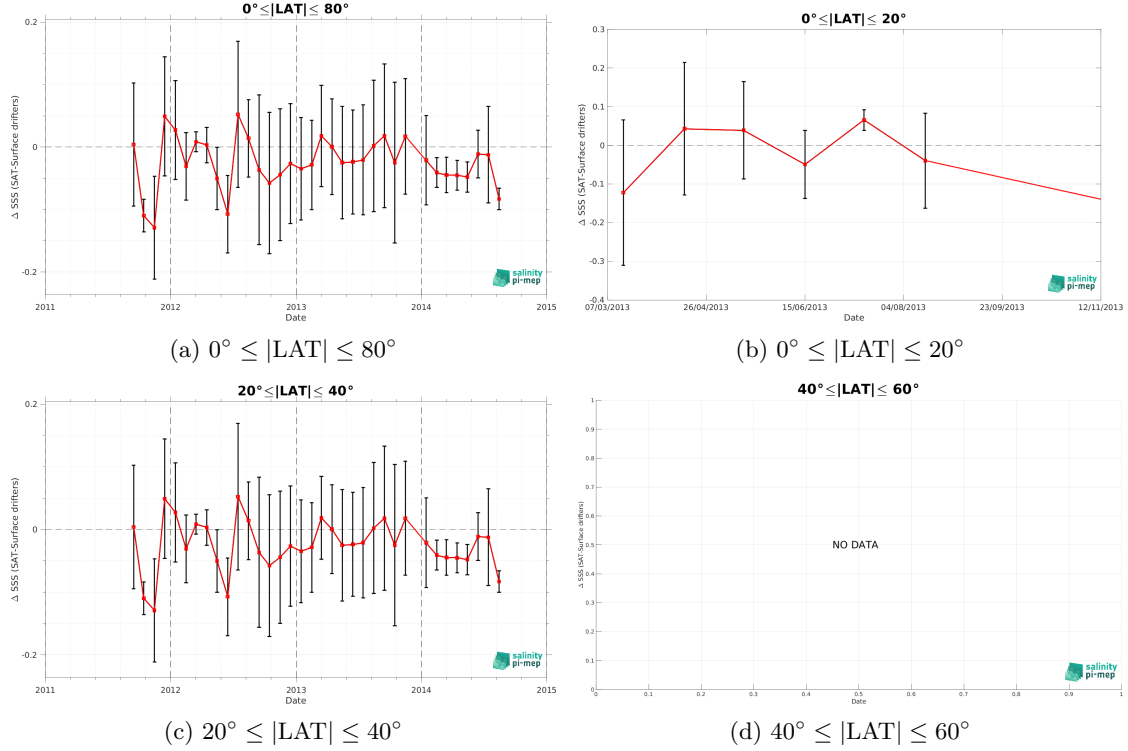 0°≤|LAT|≤ 80°
0.2
0.1
0
-0.2
Δ SSS (SAT-Surface drifters)
2011 2012 2013 2014 2015
Date
salinity
pi-mep
(a) 0° ≤ |LAT| ≤ 80°
0°≤|LAT|≤ 20°
0.3
0.2
0.1
0
-0.1
-0.2
-0.3
-0.4
Δ SSS (SAT-Surface drifters)
07/03/2013 26/04/2013 15/06/2013 04/08/2013 23/09/2013 12/11/2013
Date
salinity
pi-mep
(b) 0° ≤ |LAT| ≤ 20°
20°≤|LAT|≤ 40°
0.2
0
-0.2
Δ SSS (SAT-Surface drifters)
2011 2012 2013 2014 2015
Date
salinity
pi-mep
(c) 20° ≤ |LAT| ≤ 40°
40°≤|LAT|≤ 60°
1
0.9
0.8
0.7
0.6
0.5
0.4
0.3
0.2
0.1
0
Δ SSS (SAT-Surface drifters)
NO DATA
0 0.1 0.2 0.3 0.4 0.5 0.6 0.7 0.8 0.9 1
Date
salinity
pi-mep
(d) 40° ≤ |LAT| ≤ 60°